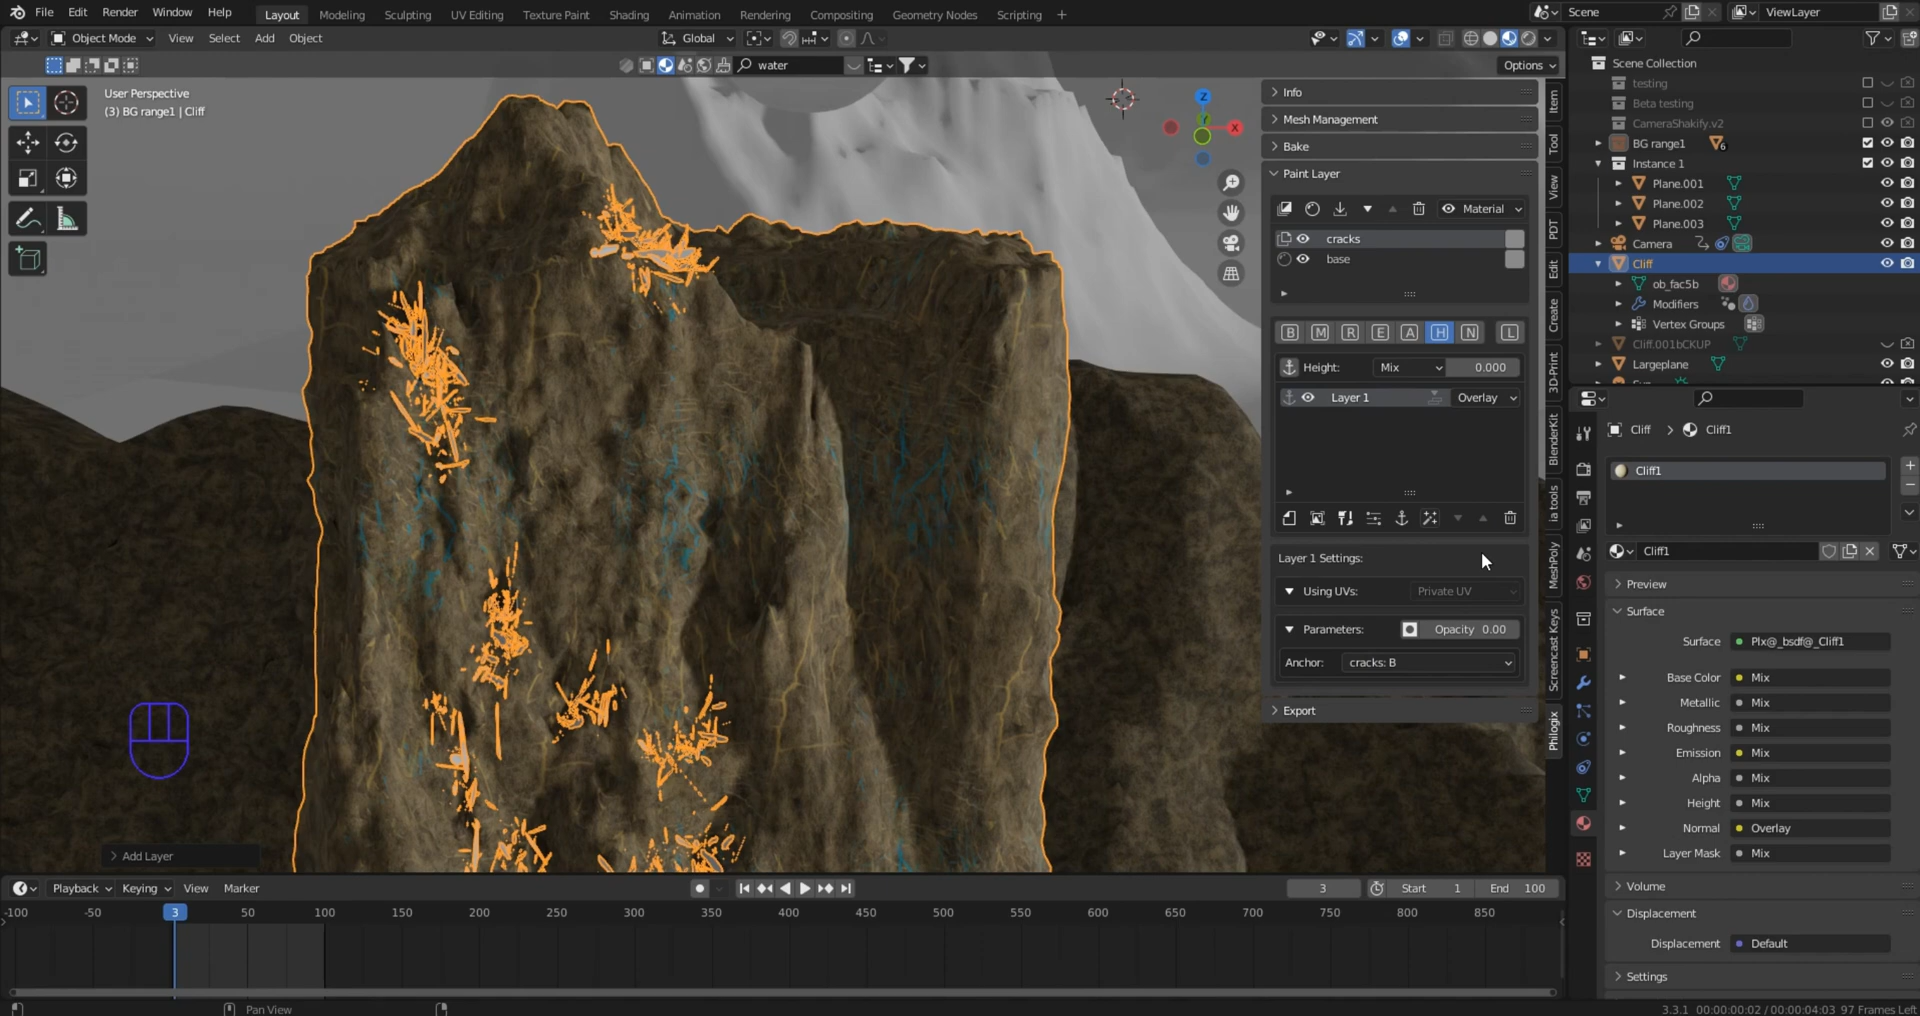 File Edit Render Window Help Layout Modeling Sculpting UV Editing Texture Paint Shading Animation Rendering Compositing Geometry Nodes Scripting + Scene ViewLayer
Object Mode View Select Add Object Global
water Options
User Perspective
(3) BG range1 | Cliff
Z
Y
X
Info
Mesh Management
Bake
Paint Layer
Material
cracks
base
B M R E A H N L
Height: Mix 0.000
Layer 1 Overlay
Layer 1 Settings:
Using UVs: Private UV
Parameters: Opacity 0.00
Anchor: cracks: B
Export
Item
Tool
View
PDT
Edit
Create
3D-Print
BlenderKit
ia tools
MeshPoly
Screencast Keys
Philogix
Scene Collection
testing
Beta testing
CameraShakify.v2
BG range1 6
Instance 1
Plane.001
Plane.002
Plane.003
Camera
Cliff
ob_fac5b
Modifiers
Vertex Groups
Cliff.001bCKUP
Largeplane
Cliff > Cliff1
Cliff1
Cliff1
Preview
Surface
Surface Plx@_bsdf@_Cliff1
Base Color Mix
Metallic Mix
Roughness Mix
Emission Mix
Alpha Mix
Height Mix
Normal Overlay
Layer Mask Mix
Volume
Displacement
Displacement Default
Settings
Add Layer
Playback Keying View Marker 3 Start 1 End 100
-100 -50 3 50 100 150 200 250 300 350 400 450 500 550 600 650 700 750 800 850
Pan View
3.3.1 00:00:00:02 / 00:00:04:03 97 Frames Left